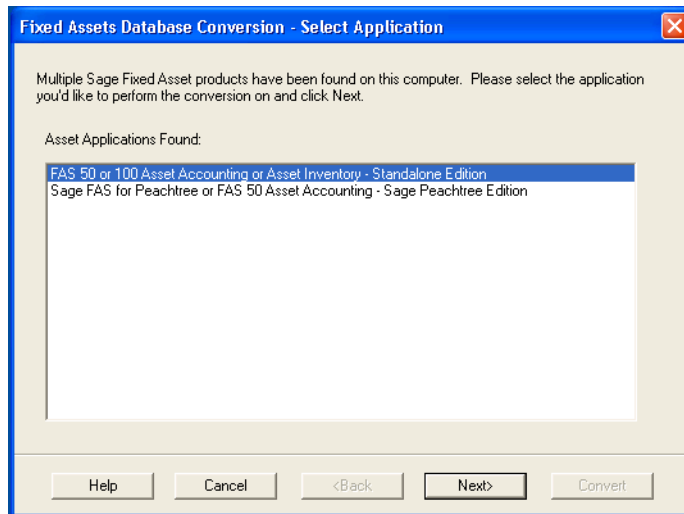 Fixed Assets Database Conversion - Select Application
Multiple Sage Fixed Asset products have been found on this computer.  Please select the application
you'd like to perform the conversion on and click Next.
Asset Applications Found:
FAS 50 or 100 Asset Accounting or Asset Inventory - Standalone Edition
Sage FAS for Peachtree or FAS 50 Asset Accounting - Sage Peachtree Edition
Help Cancel <Back Next> Convert